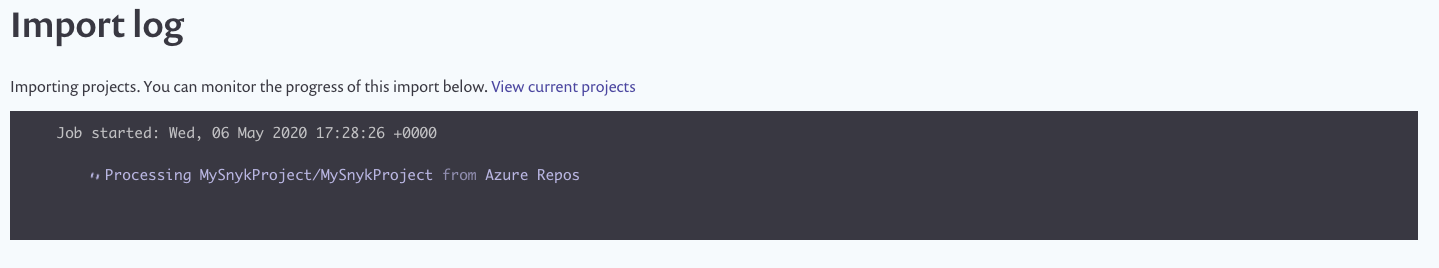 Import log
Importing projects. You can monitor the progress of this import below. View current projects
Job started: Wed, 06 May 2020 17:28:26 +0000
Processing MySnykProject/MySnykProject from Azure Repos